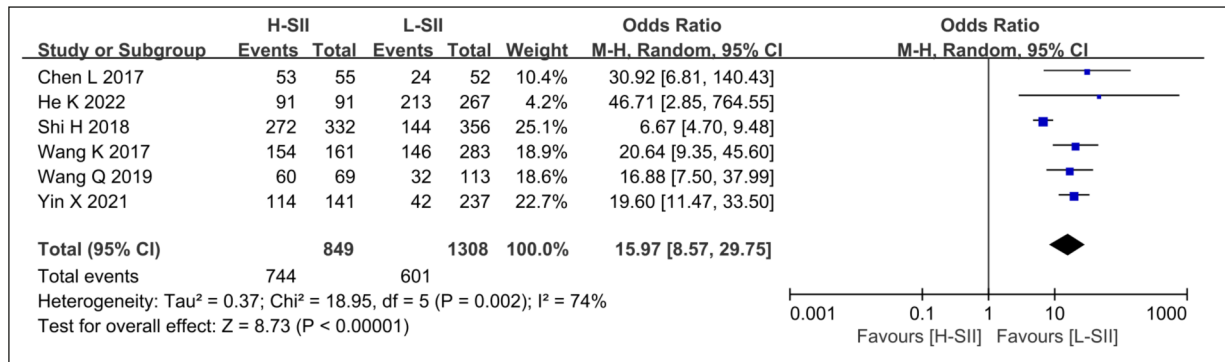 H-SII L-SII Odds Ratio Odds Ratio
Study or Subgroup Events Total Events Total Weight M-H, Random, 95% CI M-H, Random, 95% CI
Chen L 2017 53 55 24 52 10.4% 30.92 [6.81, 140.43]
He K 2022 91 91 213 267 4.2% 46.71 [2.85, 764.55]
Shi H 2018 272 332 144 356 25.1% 6.67 [4.70, 9.48]
Wang K 2017 154 161 146 283 18.9% 20.64 [9.35, 45.60]
Wang Q 2019 60 69 32 113 18.6% 16.88 [7.50, 37.99]
Yin X 2021 114 141 42 237 22.7% 19.60 [11.47, 33.50]
Total (95% CI) 849 1308 100.0% 15.97 [8.57, 29.75]
Total events 744 601
Heterogeneity: Tau² = 0.37; Chi² = 18.95, df = 5 (P = 0.002); I² = 74%
Test for overall effect: Z = 8.73 (P < 0.00001)
0.001 0.1 1 10 1000
Favours [H-SII] Favours [L-SII]